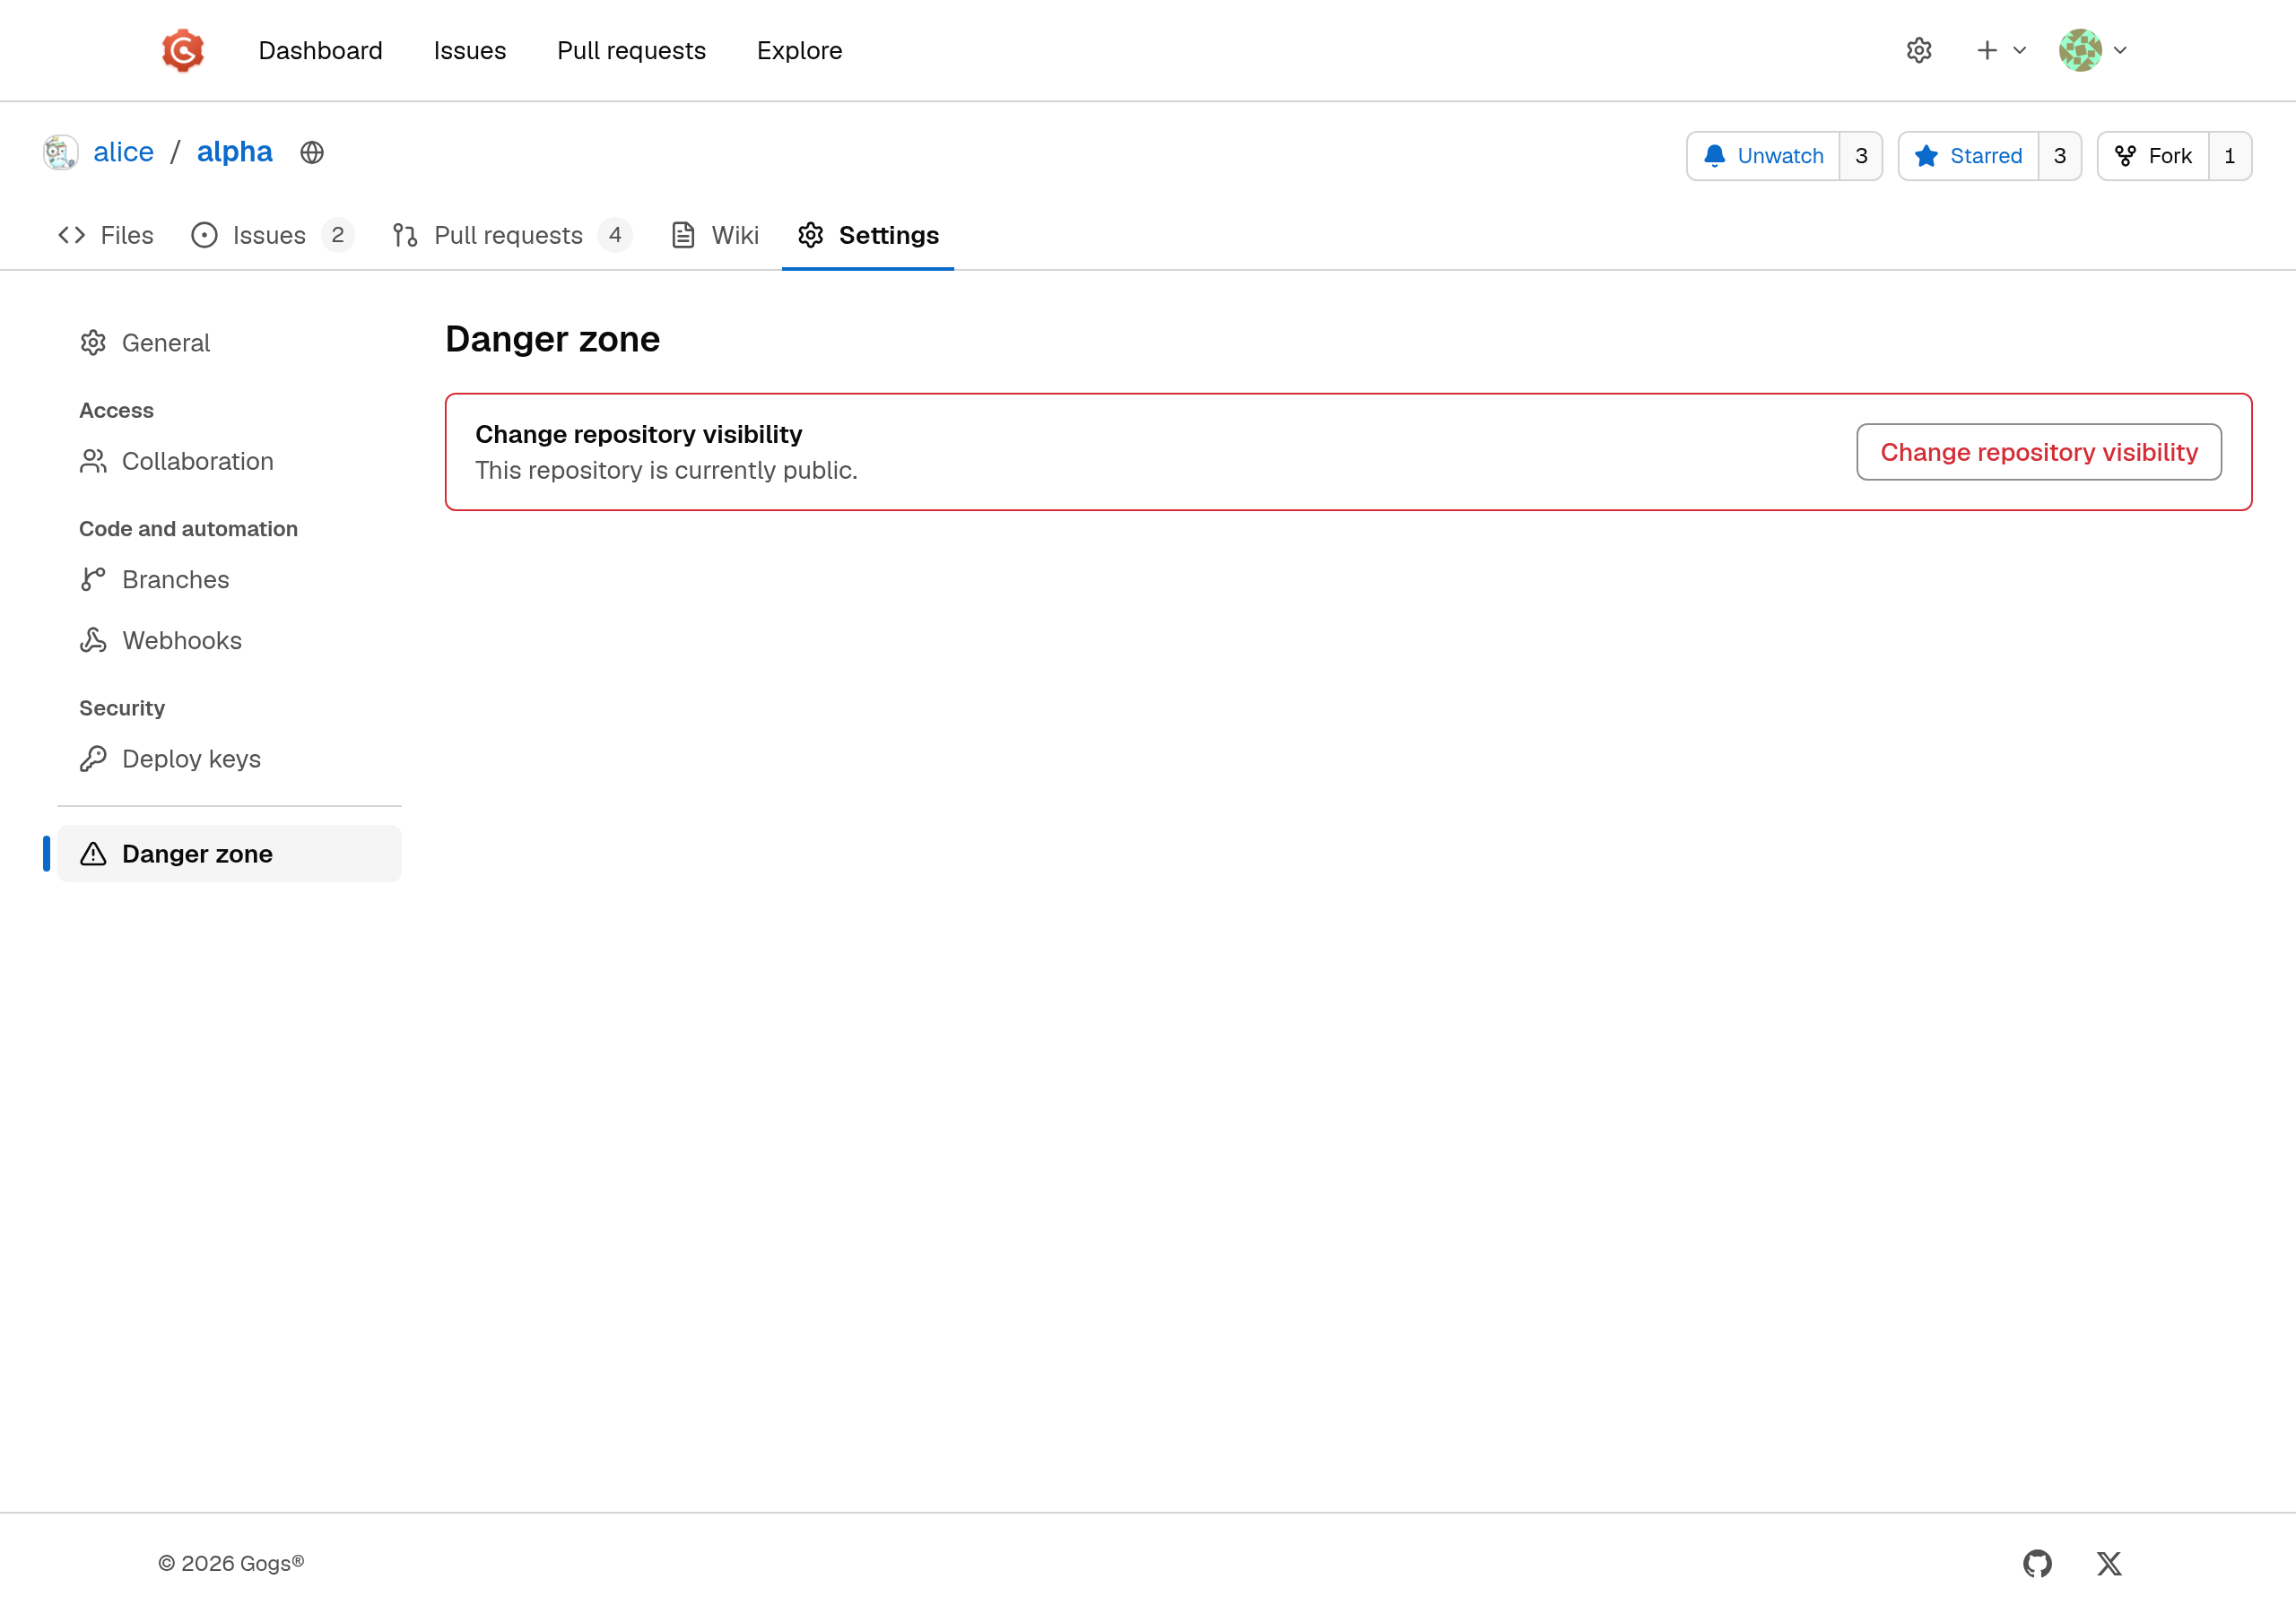 Dashboard Issues Pull requests Explore
alice / alpha
Unwatch 3 Starred 3 Fork 1
Files Issues 2 Pull requests 4 Wiki Settings
General
Access
Collaboration
Code and automation
Branches
Webhooks
Security
Deploy keys
Danger zone
Danger zone
Change repository visibility
This repository is currently public.
Change repository visibility
© 2026 Gogs®